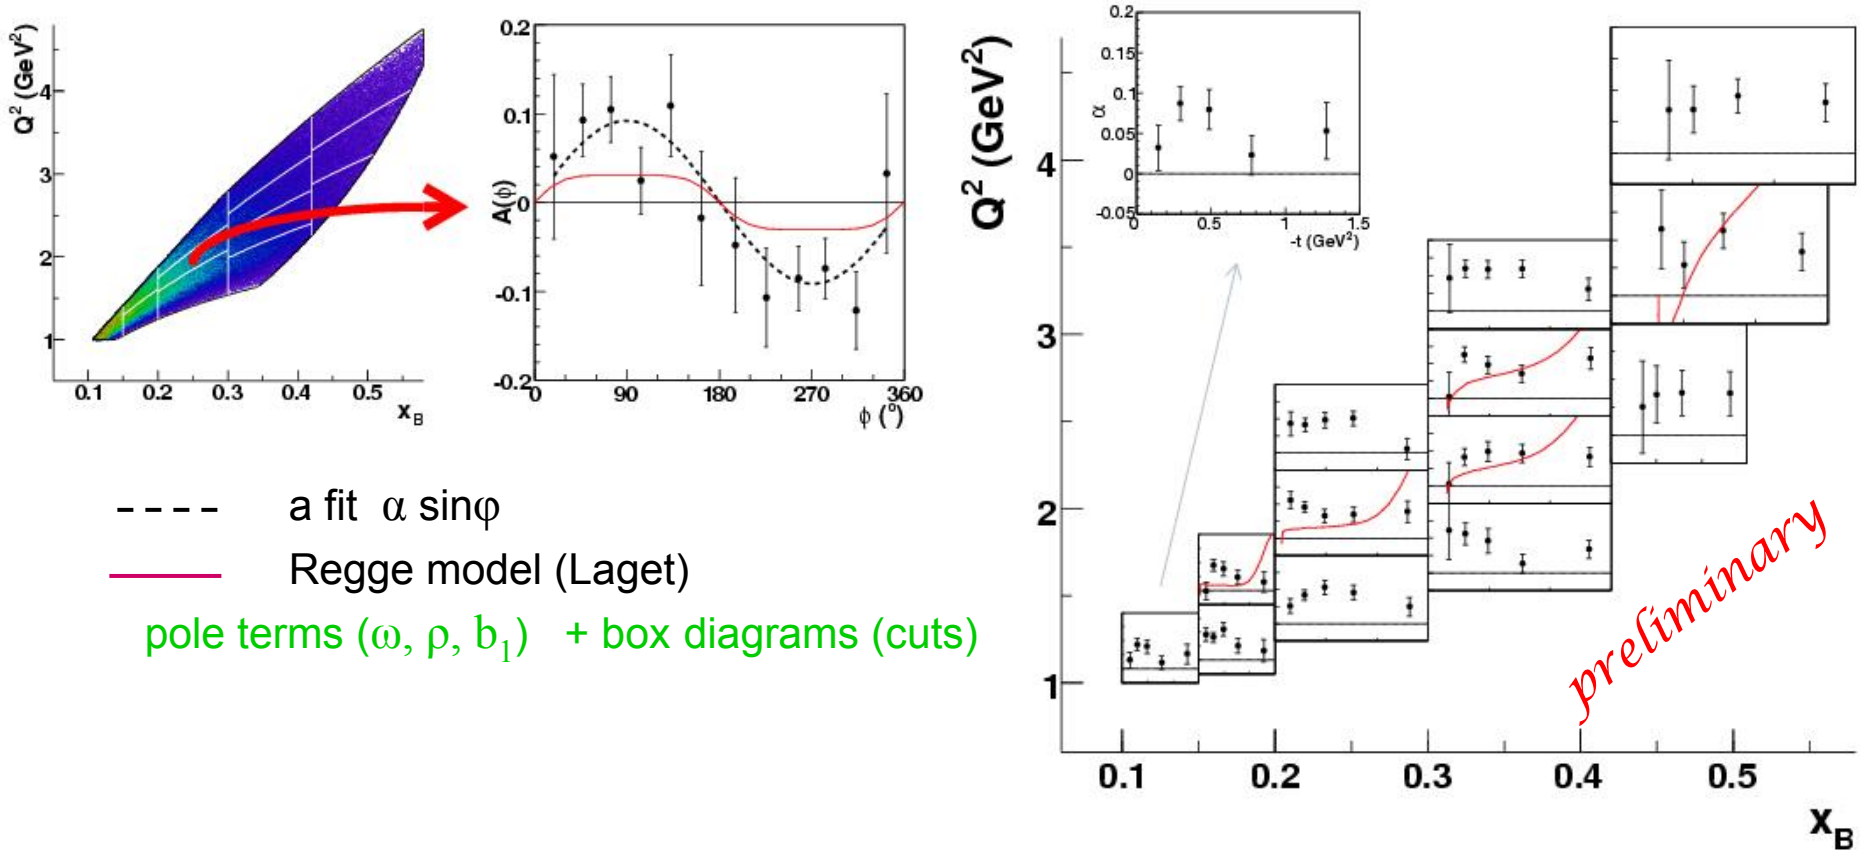 Q² (GeV²)
4
3
2
1
0.1 0.2 0.3 0.4 0.5
x_B
A(ϕ)
0.2
0.1
0
-0.1
-0.2
0 90 180 270 360
ϕ (°)
a fit α sinφ
Regge model (Laget)
pole terms (ω, ρ, b₁) + box diagrams (cuts)
Q² (GeV²)
4
3
2
1
α
0.2
0.15
0.1
0.05
0
-0.05
0 0.5 1 1.5
-t (GeV²)
preliminary
0.1 0.2 0.3 0.4 0.5
x_B